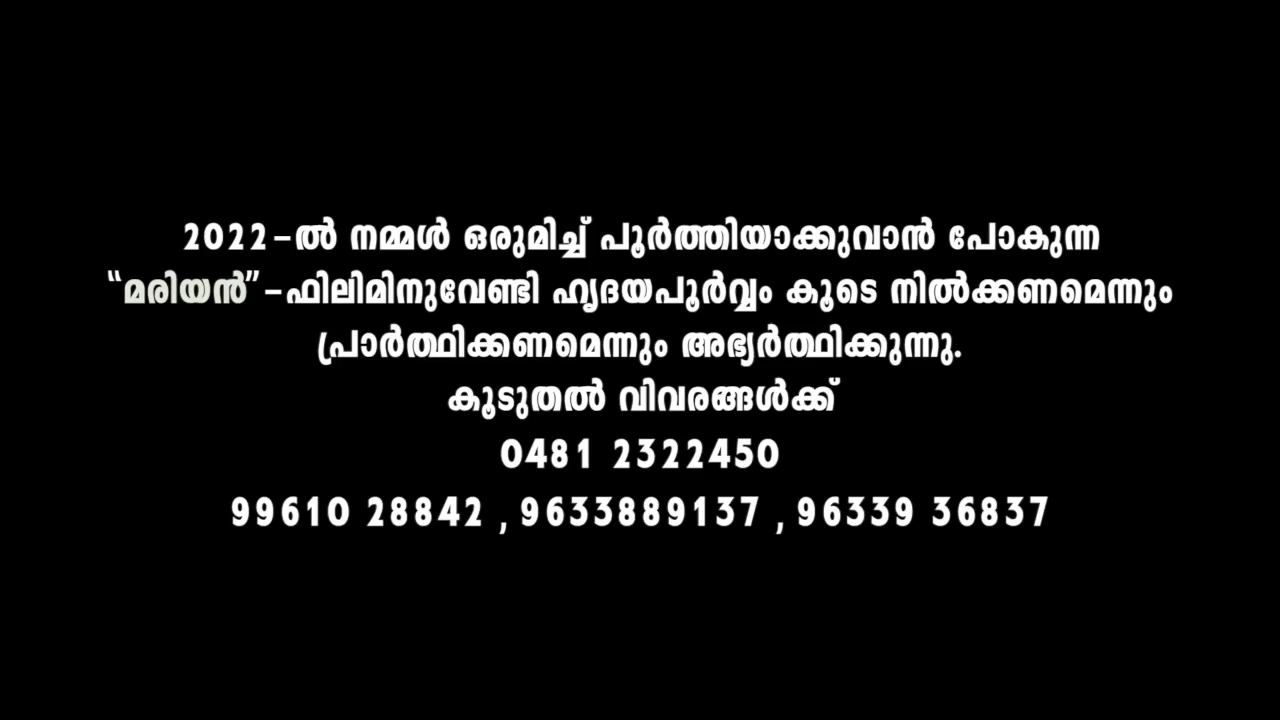 2022-ൽ നമ്മൾ ഒരുമിച്ച് പൂർത്തിയാക്കുവാൻ പോകുന്ന
“മരിയൻ”-ഫിലിമിനുവേണ്ടി ഹൃദയപൂർവ്വം കൂടെ നിൽക്കണമെന്നും
പ്രാർത്ഥിക്കണമെന്നും അഭ്യർത്ഥിക്കുന്നു.
കൂടുതൽ വിവരങ്ങൾക്ക്
0481 2322450
99610 28842 , 9633889137 , 96339 36837